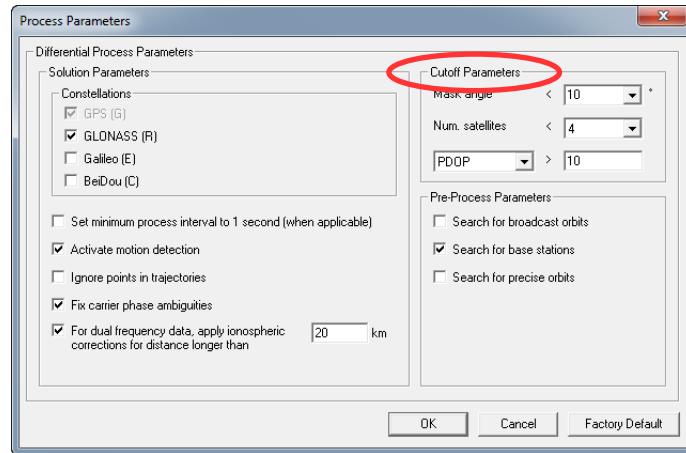 Process Parameters
x
Differential Process Parameters
Solution Parameters
Constellations
GPS (G)
GLONASS (R)
Galileo (E)
BeiDou (C)
Set minimum process interval to 1 second (when applicable)
Activate motion detection
Ignore points in trajectories
Fix carrier phase ambiguities
For dual frequency data, apply ionospheric
corrections for distance longer than
20 km
Cutoff Parameters
Mask angle < 10 °
Num. satellites < 4
PDOP > 10
Pre-Process Parameters
Search for broadcast orbits
Search for base stations
Search for precise orbits
OK
Cancel
Factory Default